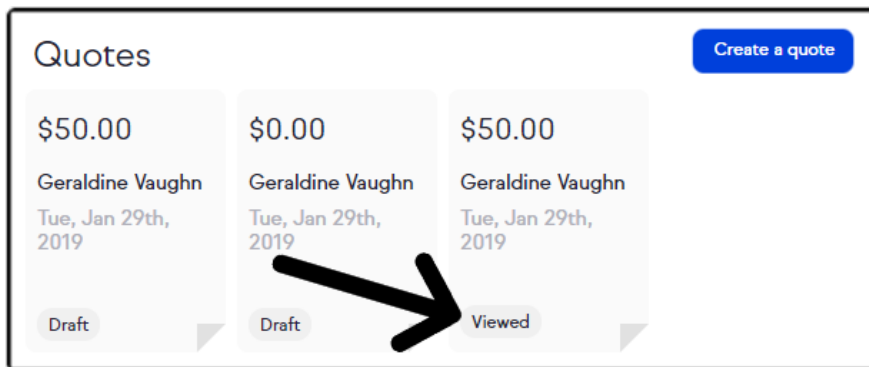 Quotes
Create a quote
$50.00
Geraldine Vaughn
Tue, Jan 29th,
2019
Draft
$0.00
Geraldine Vaughn
Tue, Jan 29th,
2019
Draft
$50.00
Geraldine Vaughn
Tue, Jan 29th,
2019
Viewed